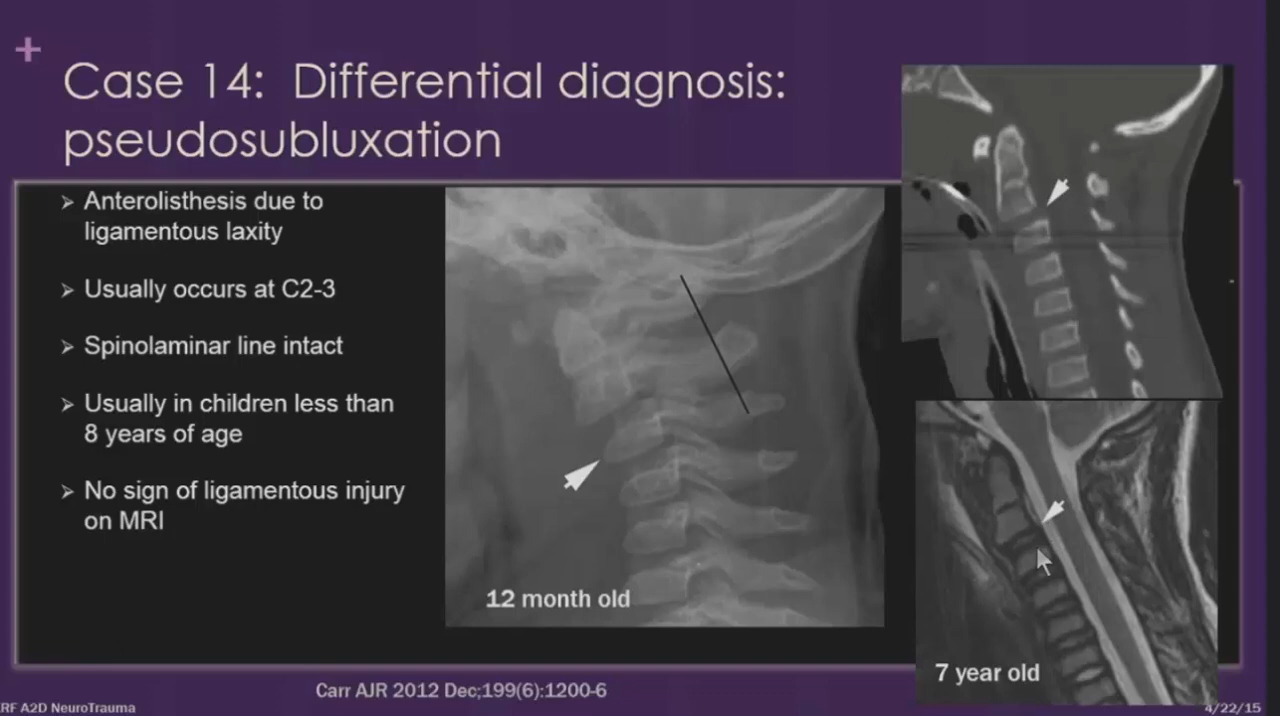 +
Case 14: Differential diagnosis:
pseudosubluxation
Anterolisthesis due to
ligamentous laxity
Usually occurs at C2-3
Spinolaminar line intact
Usually in children less than
8 years of age
No sign of ligamentous injury
on MRI
12 month old
7 year old
Carr AJR 2012 Dec;199(6):1200-6
RF A2D NeuroTrauma
4/22/15